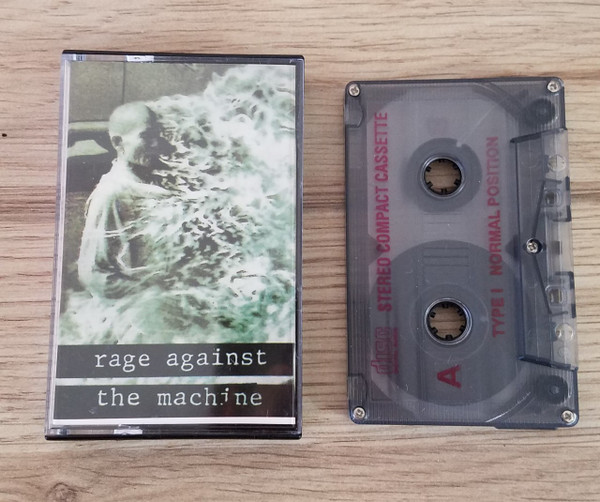 rage against
the machine
STEREO COMPACT CASSETTE
TYPE I NORMAL POSITION
A